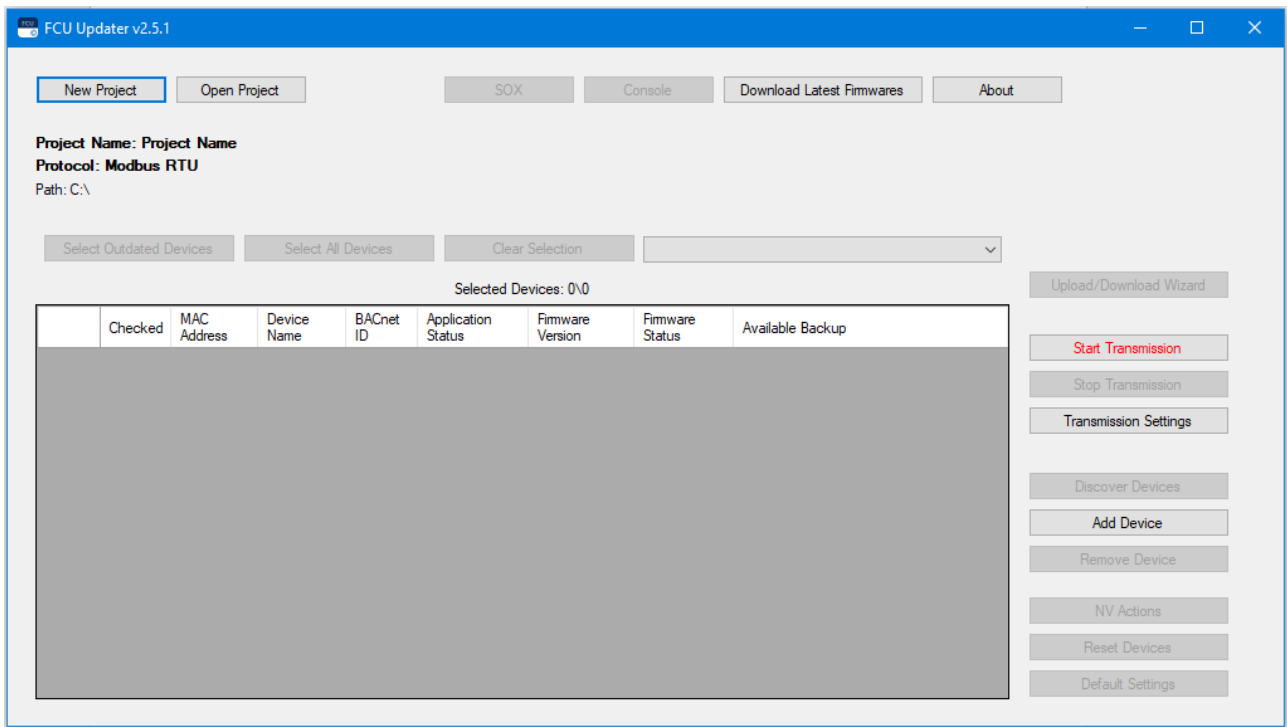 FCU Updater v2.5.1
New Project Open Project SOX Console Download Latest Firmwares About
Project Name: Project Name
Protocol: Modbus RTU
Path: C:\
Select Outdated Devices Select All Devices Clear Selection
Selected Devices: 0\0
Upload/Download Wizard
Checked MAC Address Device Name BACnet ID Application Status Firmware Version Firmware Status Available Backup
Start Transmission
Stop Transmission
Transmission Settings
Discover Devices
Add Device
Remove Device
NV Actions
Reset Devices
Default Settings